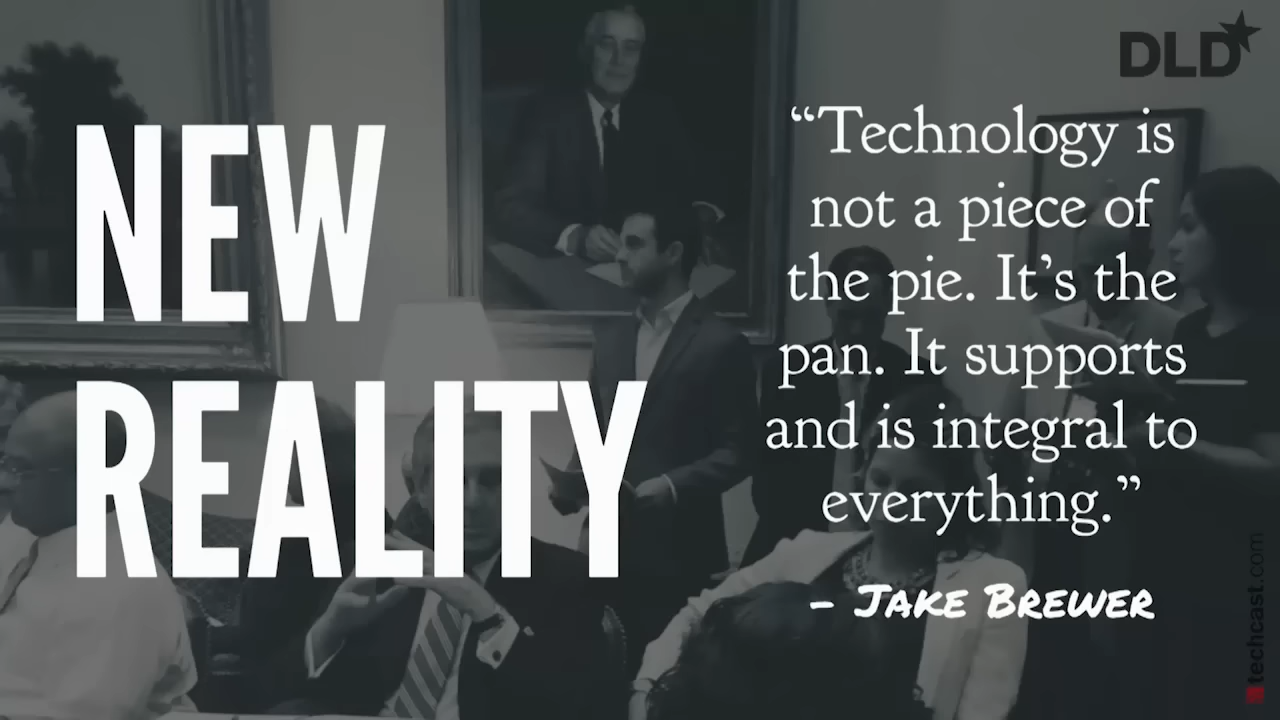 DLD
NEW
REALITY
“Technology is
not a piece of
the pie. It’s the
pan. It supports
and is integral to
everything.”
– JAKE BREWER
techcast.com